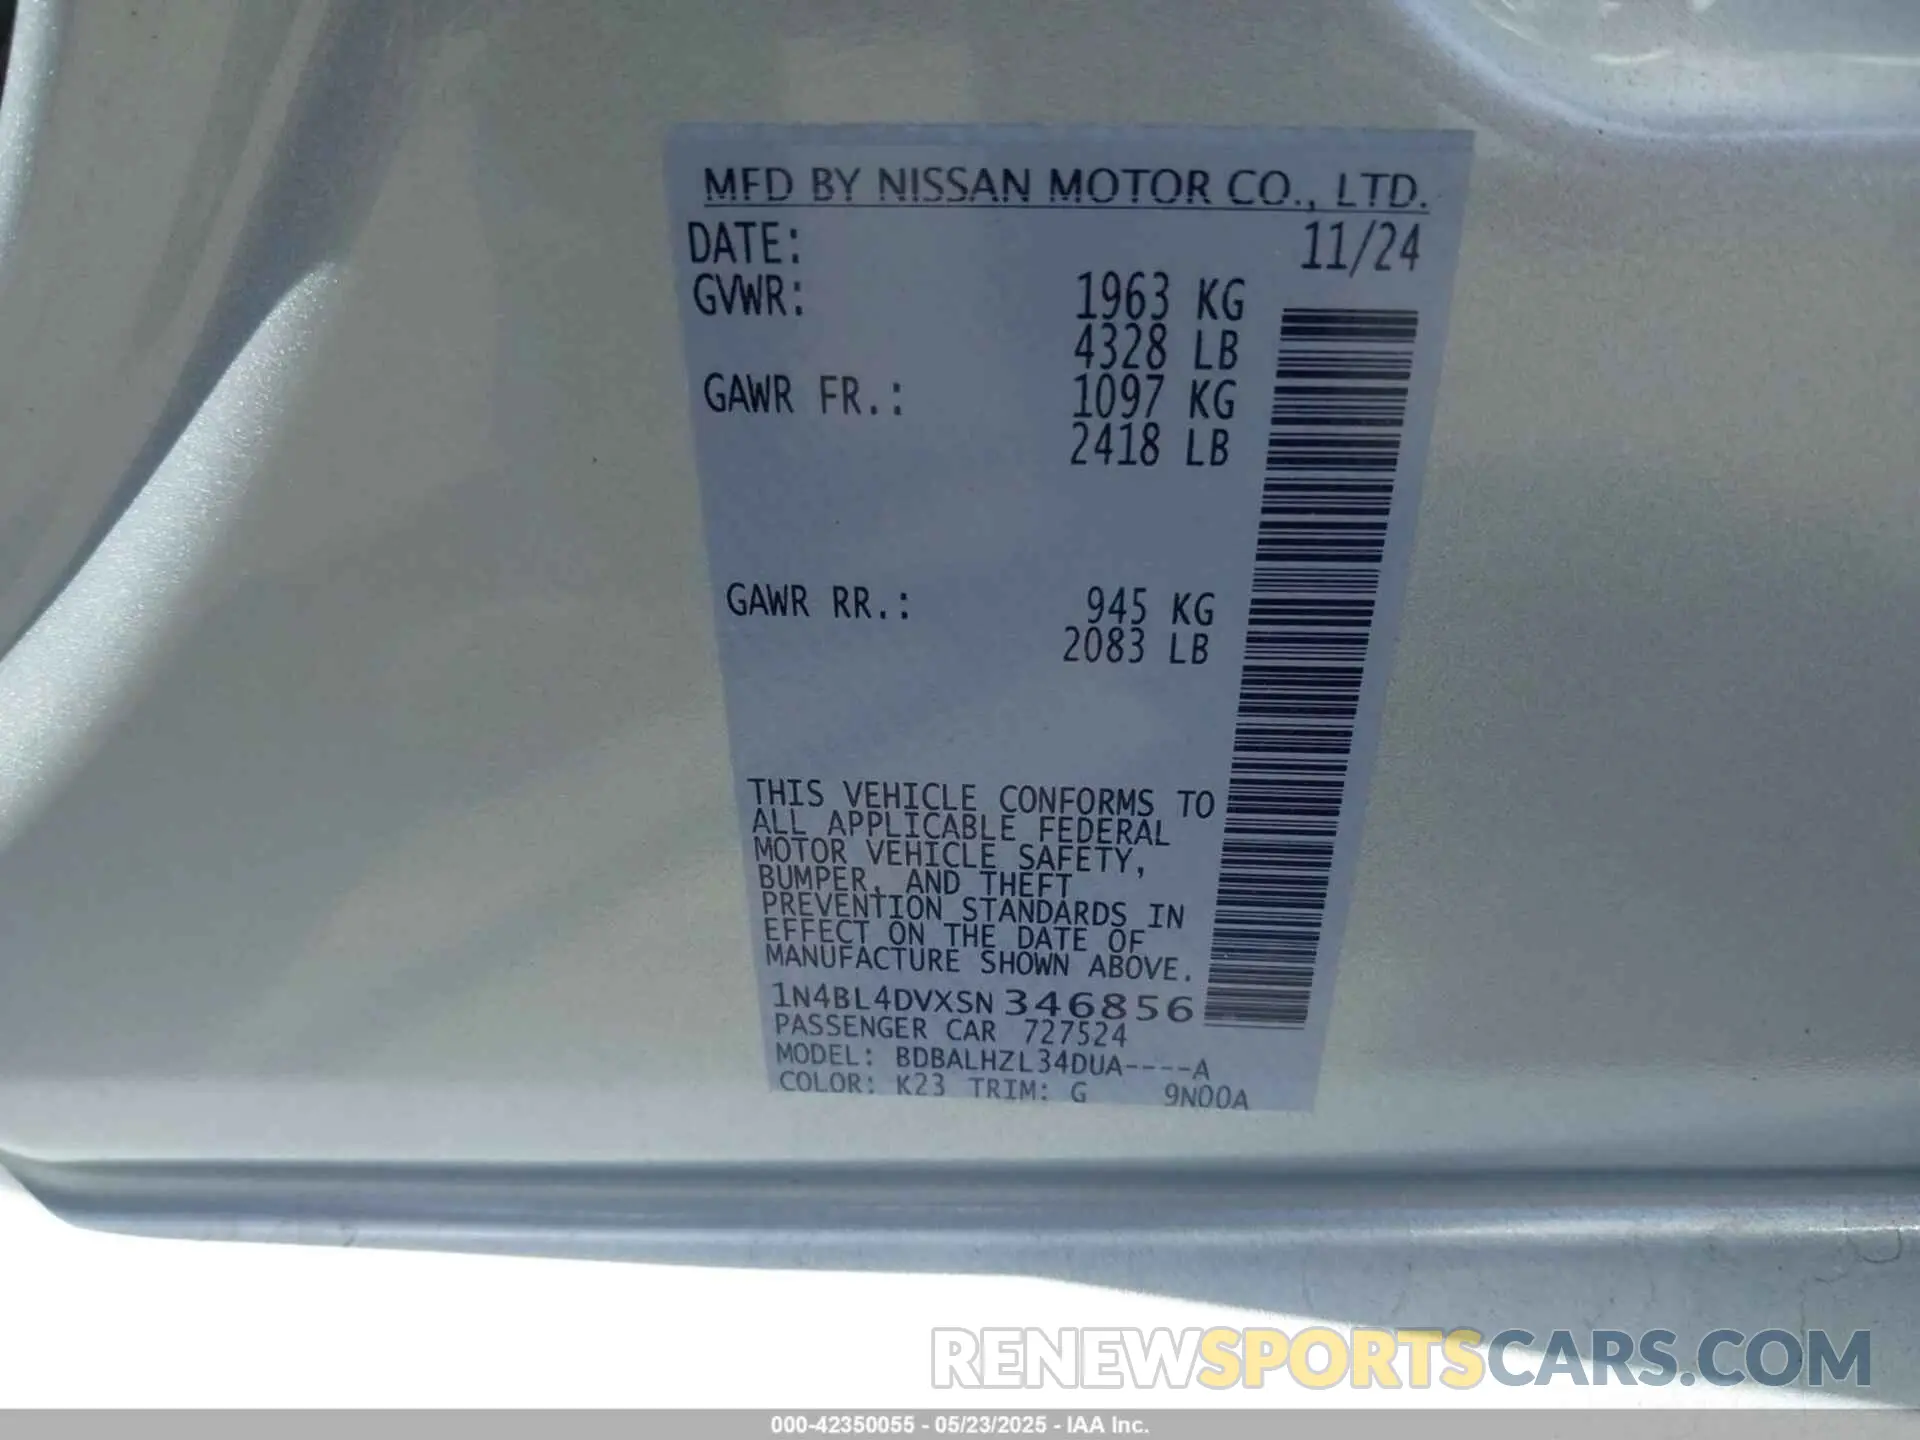 MFD BY NISSAN MOTOR CO., LTD.
DATE: 11/24
GVWR: 1963 KG
4328 LB
GAWR FR.: 1097 KG
2418 LB
GAWR RR.: 945 KG
2083 LB
THIS VEHICLE CONFORMS TO
ALL APPLICABLE FEDERAL
MOTOR VEHICLE SAFETY,
BUMPER, AND THEFT
PREVENTION STANDARDS IN
EFFECT ON THE DATE OF
MANUFACTURE SHOWN ABOVE.
1N4BL4DVXSN346856
PASSENGER CAR 727524
MODEL: BDBALHZL34DUA----A
COLOR: K23 TRIM: G 9N00A
RENEWSPORTSCARS.COM
000-42350055 - 05/23/2025 - IAA Inc.